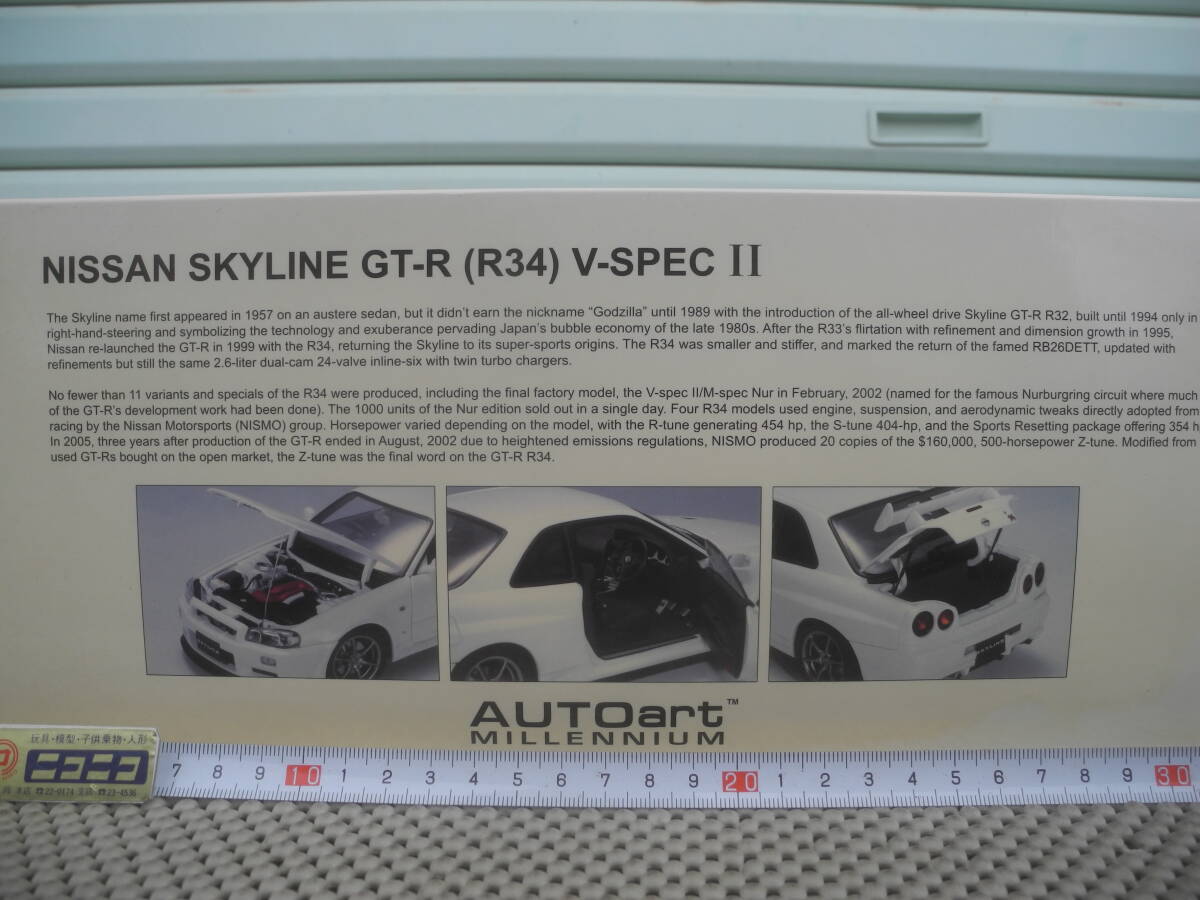 NISSAN SKYLINE GT-R (R34) V-SPEC II
The Skyline name first appeared in 1957 on an austere sedan, but it didn't earn the nickname “Godzilla” until 1989 with the introduction of the all-wheel drive Skyline GT-R R32, built until 1994 only in
right-hand-steering and symbolizing the technology and exuberance pervading Japan's bubble economy of the late 1980s. After the R33's flirtation with refinement and dimension growth in 1995,
Nissan re-launched the GT-R in 1999 with the R34, returning the Skyline to its super-sports origins. The R34 was smaller and stiffer, and marked the return of the famed RB26DETT, updated with
refinements but still the same 2.6-liter dual-cam 24-valve inline-six with twin turbo chargers.
No fewer than 11 variants and specials of the R34 were produced, including the final factory model, the V-spec II/M-spec Nur in February, 2002 (named for the famous Nurburgring circuit where much
of the GT-R's development work had been done). The 1000 units of the Nur edition sold out in a single day. Four R34 models used engine, suspension, and aerodynamic tweaks directly adopted from
racing by the Nissan Motorsports (NISMO) group. Horsepower varied depending on the model, with the R-tune generating 454 hp, the S-tune 404-hp, and the Sports Resetting package offering 354 h
In 2005, three years after production of the GT-R ended in August, 2002 due to heightened emissions regulations, NISMO produced 20 copies of the $160,000, 500-horsepower Z-tune. Modified from
used GT-Rs bought on the open market, the Z-tune was the final word on the GT-R R34.
SKYLINE
AUTOart™
MILLENNIUM
玩具・模型・子供乗物・人形
ニコニコ
本店 ☎22-0174 ☎23-4536
7 8 9 10 1 2 3 4 5 6 7 8 9 20 1 2 3 4 5 6 7 8 9 30